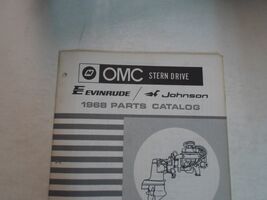 OMC STERN DRIVE
EVINRUDE / Johnson
1968 PARTS CATALOG